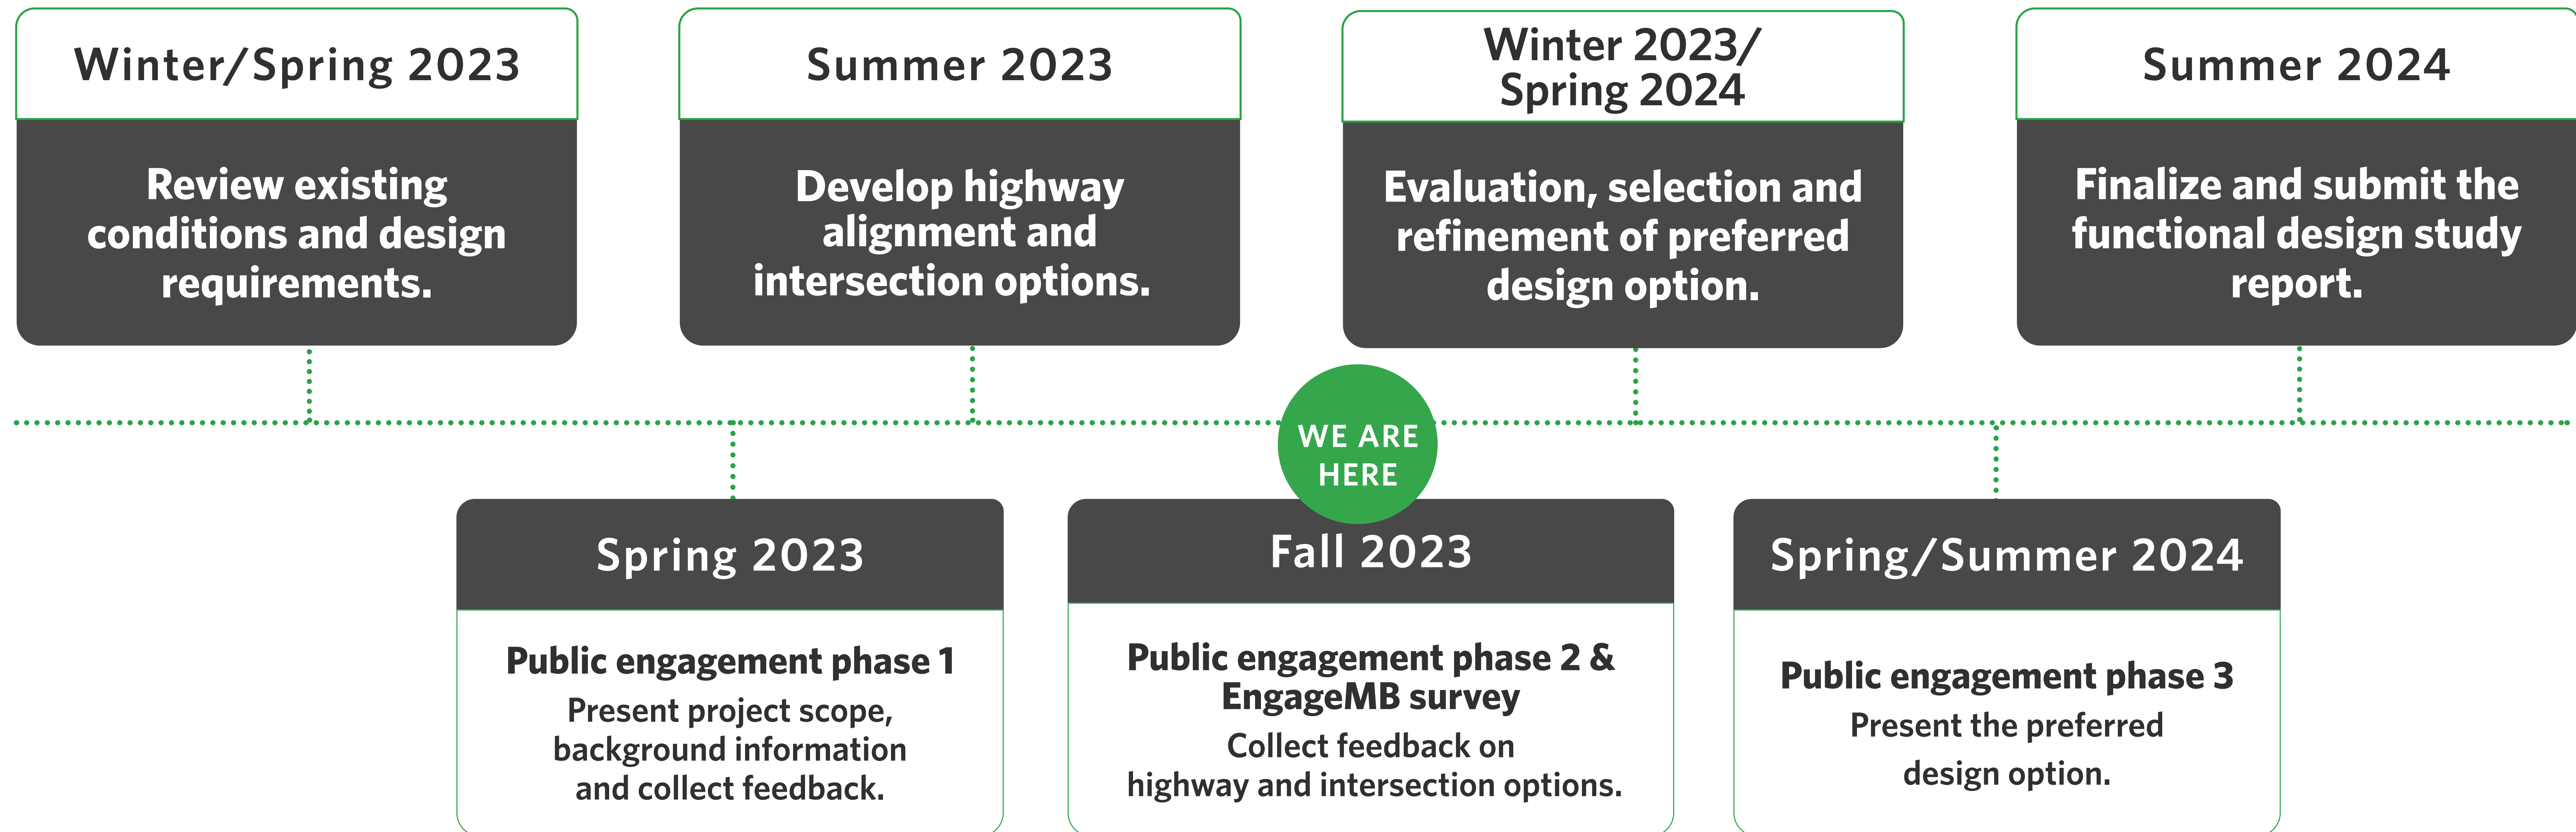 Winter/Spring 2023
Review existing
conditions and design
requirements.
Summer 2023
Develop highway
alignment and
intersection options.
Winter 2023/
Spring 2024
Evaluation, selection and
refinement of preferred
design option.
Summer 2024
Finalize and submit the
functional design study
report.
WE ARE
HERE
Spring 2023
Public engagement phase 1
Present project scope,
background information
and collect feedback.
Fall 2023
Public engagement phase 2 &
EngageMB survey
Collect feedback on
highway and intersection options.
Spring/Summer 2024
Public engagement phase 3
Present the preferred
design option.